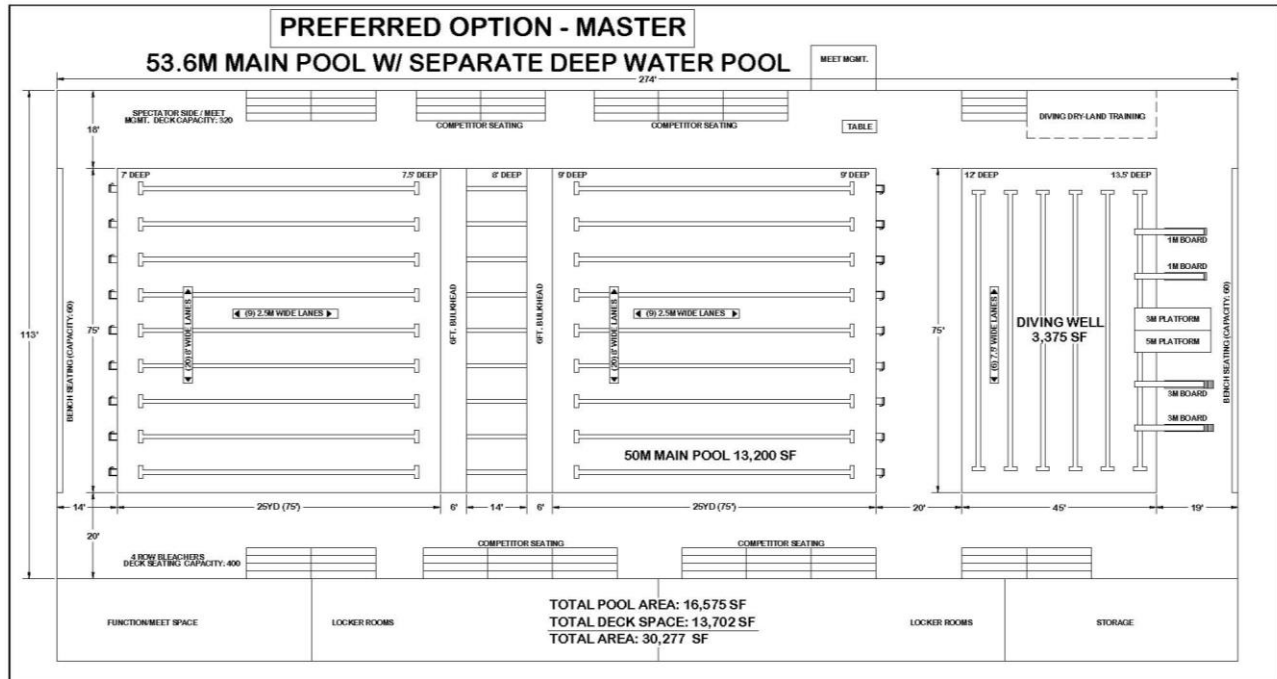 PREFERRED OPTION - MASTER
53.6M MAIN POOL W/ SEPARATE DEEP WATER POOL
MEET MGMT.
274'
SPECTATOR SIDE / MEET
MGMT. DECK CAPACITY: 320
COMPETITOR SEATING
COMPETITOR SEATING
TABLE
DIVING DRY-LAND TRAINING
18'
7' DEEP
7.5' DEEP
8' DEEP
9' DEEP
9' DEEP
12' DEEP
13.5' DEEP
1M BOARD
1M BOARD
113'
BENCH SEATING (CAPACITY: 60)
75'
(20) 8' WIDE LANES
(9) 2.5M WIDE LANES
6FT. BULKHEAD
6FT. BULKHEAD
(20) 8' WIDE LANES
(9) 2.5M WIDE LANES
75'
(6) 7.5' WIDE LANES
DIVING WELL
3,375 SF
3M PLATFORM
5M PLATFORM
BENCH SEATING (CAPACITY: 60)
3M BOARD
3M BOARD
50M MAIN POOL 13,200 SF
14'
25YD (75')
6'
14'
6'
25YD (75')
20'
45'
19'
20'
4 ROW BLEACHERS
DECK SEATING CAPACITY: 400
COMPETITOR SEATING
COMPETITOR SEATING
FUNCTION/MEET SPACE
LOCKER ROOMS
TOTAL POOL AREA: 16,575 SF
TOTAL DECK SPACE: 13,702 SF
TOTAL AREA: 30,277 SF
LOCKER ROOMS
STORAGE